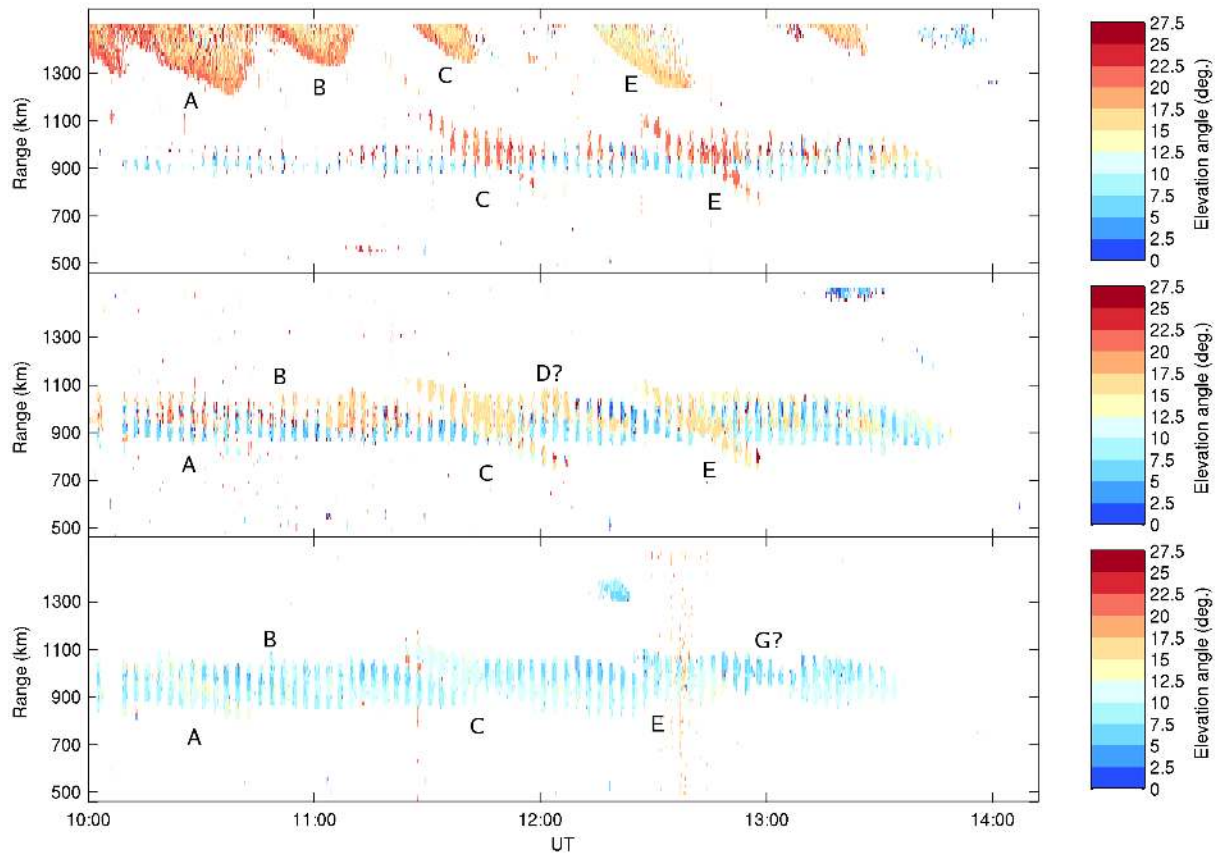 1300
1100
900
700
500
Range (km)
A
B
C
E
C
E
27.5
25
22.5
20
17.5
15
12.5
10
7.5
5
2.5
0
Elevation angle (deg.)
1300
1100
900
700
500
Range (km)
B
D?
A
C
E
27.5
25
22.5
20
17.5
15
12.5
10
7.5
5
2.5
0
Elevation angle (deg.)
1300
1100
900
700
500
Range (km)
B
G?
A
C
E
27.5
25
22.5
20
17.5
15
12.5
10
7.5
5
2.5
0
Elevation angle (deg.)
10:00 11:00 12:00 13:00 14:00
UT